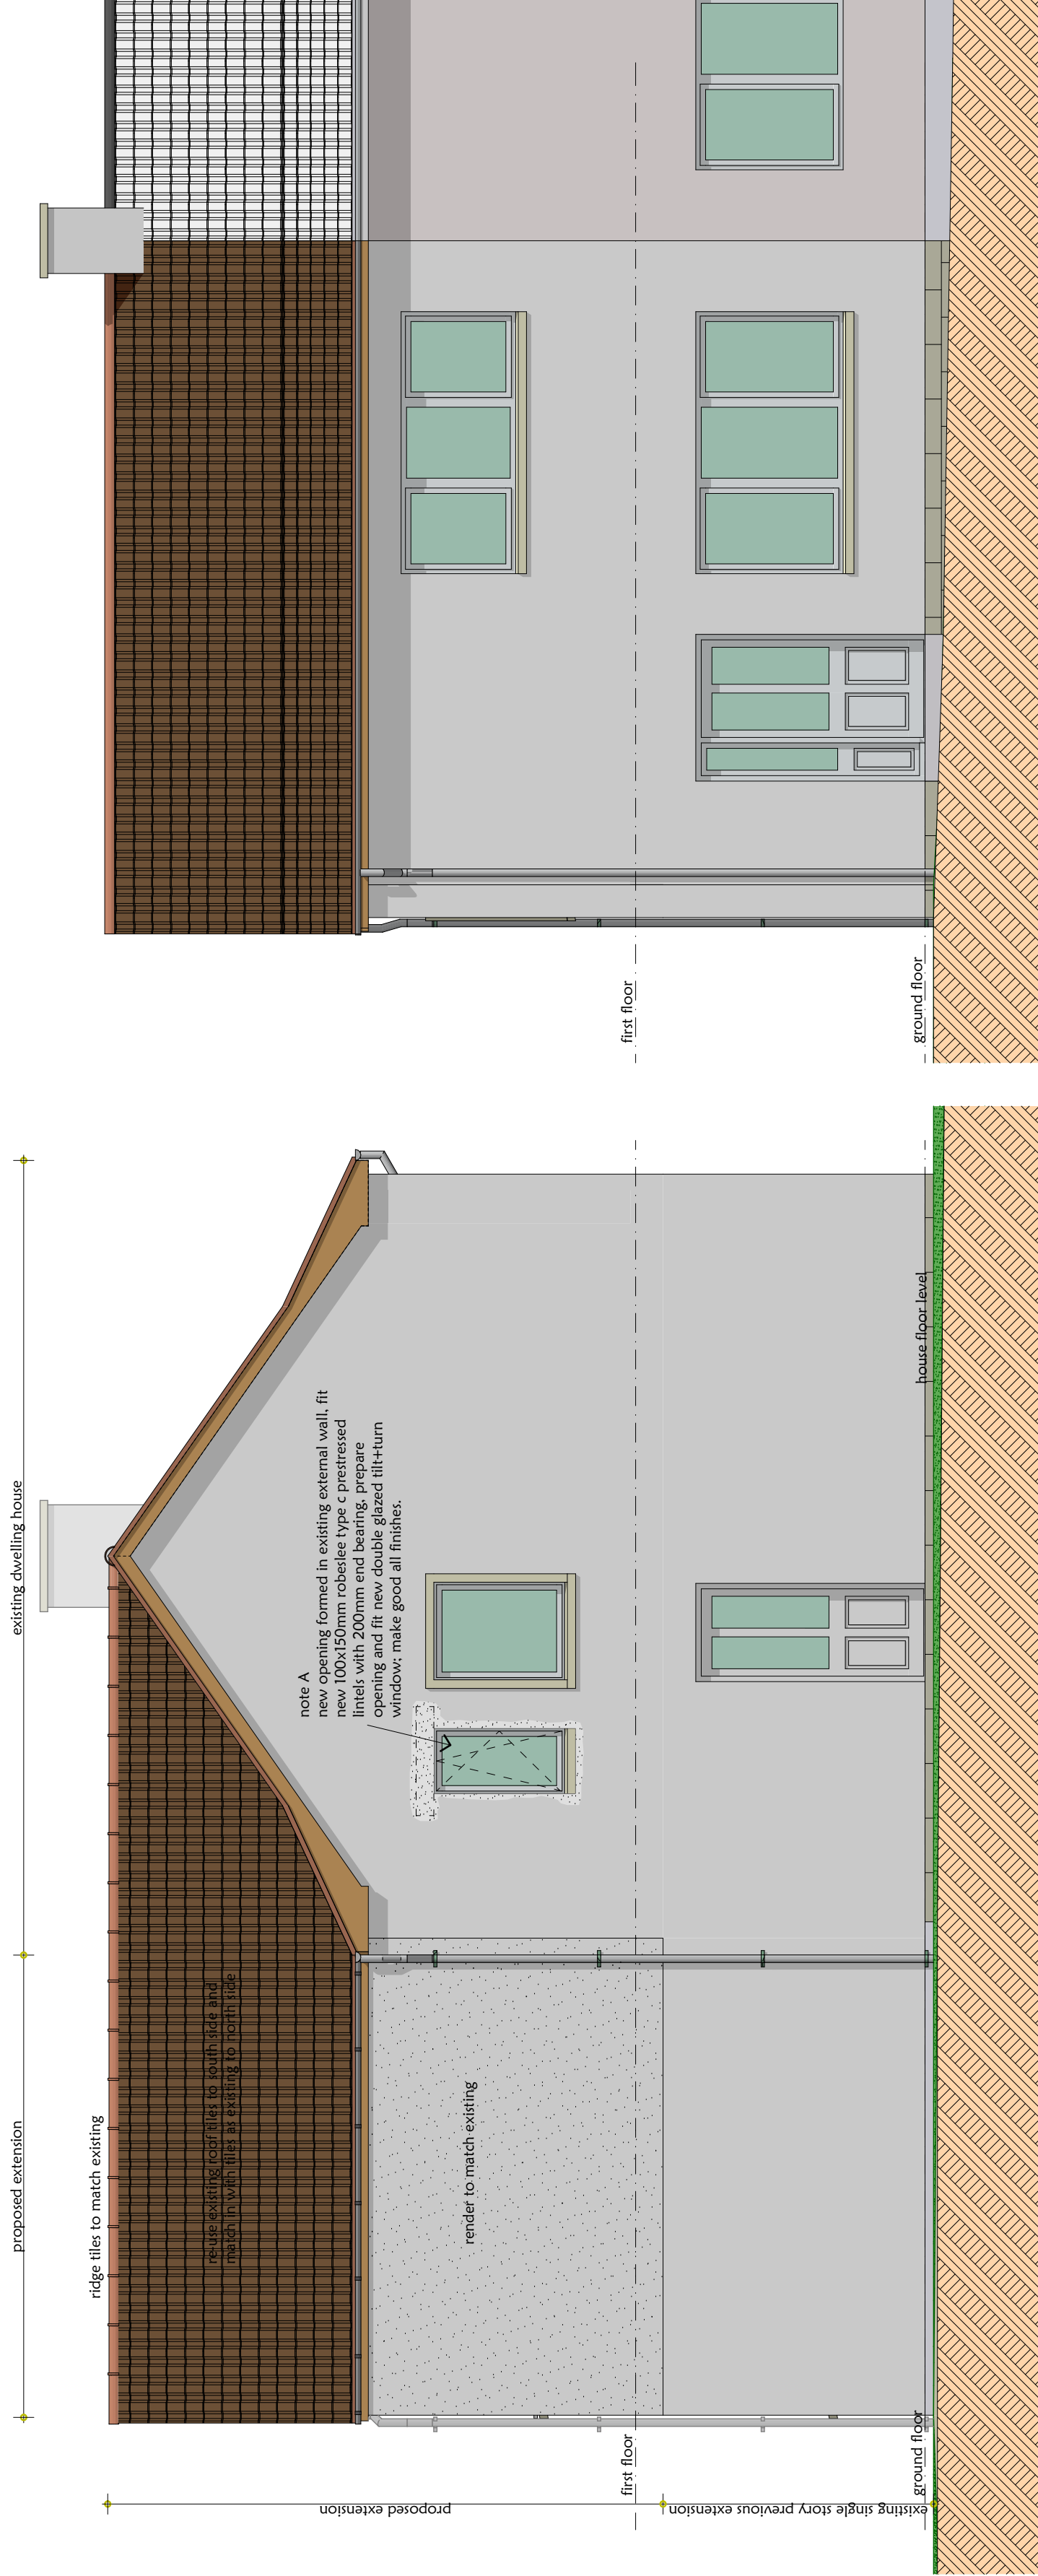 proposed extension
existing dwelling house
ridge tiles to match existing
re-use existing roof tiles to south side and
match in with tiles as existing to north side
note A
new opening formed in existing external wall, fit
new 100x150mm robeslee type c prestressed
lintels with 200mm end bearing, prepare
opening and fit new double glazed tilt+turn
window; make good all finishes.
render to match existing
proposed extension
existing single story previous extension
first floor
ground floor
house floor level
first floor
ground floor